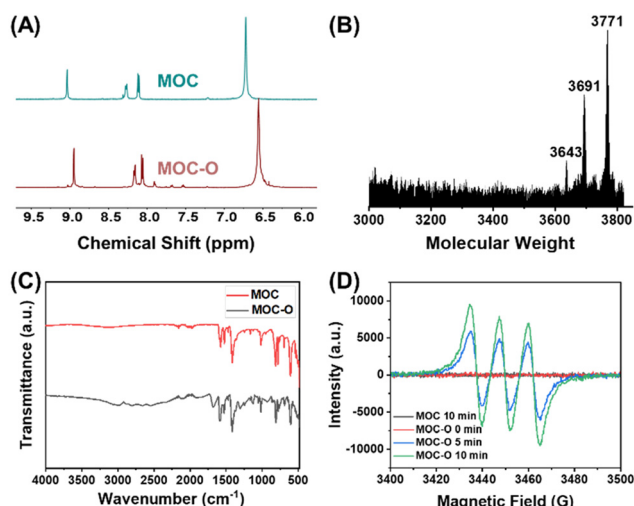 (A)
MOC
MOC-O
9.5 9.0 8.5 8.0 7.5 7.0 6.5 6.0
Chemical Shift (ppm)
(B)
3771
3691
3643
3000 3200 3400 3600 3800
Molecular Weight
(C)
MOC
MOC-O
Transmittance (a.u.)
4000 3500 3000 2500 2000 1500 1000 500
Wavenumber (cm⁻¹)
(D)
10000
5000
0
-5000
-10000
Intensity (a.u.)
MOC 10 min
MOC-O 0 min
MOC-O 5 min
MOC-O 10 min
3400 3420 3440 3460 3480 3500
Magnetic Field (G)